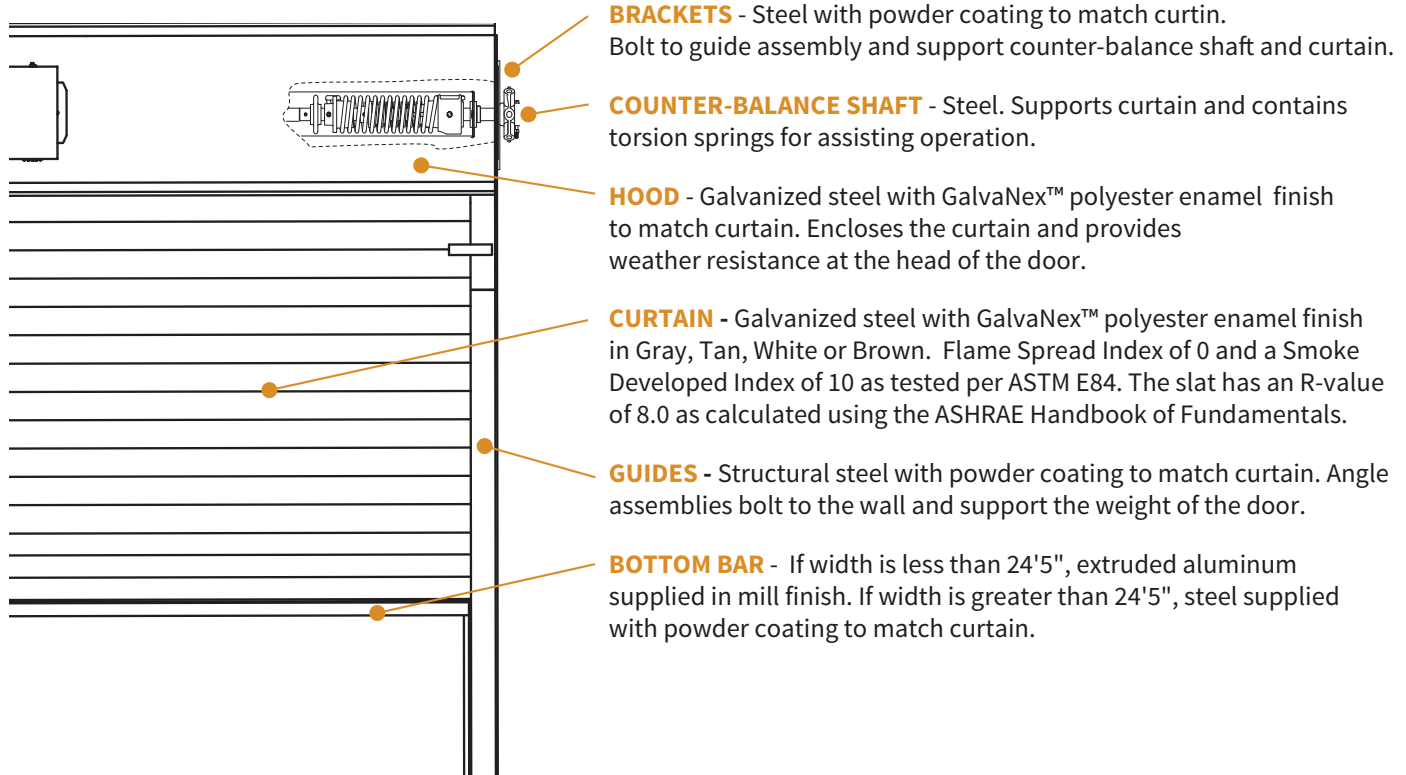 BRACKETS - Steel with powder coating to match curtin.
Bolt to guide assembly and support counter-balance shaft and curtain.
COUNTER-BALANCE SHAFT - Steel. Supports curtain and contains
torsion springs for assisting operation.
HOOD - Galvanized steel with GalvaNex™ polyester enamel  finish
to match curtain. Encloses the curtain and provides
weather resistance at the head of the door.
CURTAIN - Galvanized steel with GalvaNex™ polyester enamel finish
in Gray, Tan, White or Brown.  Flame Spread Index of 0 and a Smoke
Developed Index of 10 as tested per ASTM E84. The slat has an R-value
of 8.0 as calculated using the ASHRAE Handbook of Fundamentals.
GUIDES - Structural steel with powder coating to match curtain. Angle
assemblies bolt to the wall and support the weight of the door.
BOTTOM BAR -  If width is less than 24'5", extruded aluminum
supplied in mill finish. If width is greater than 24'5", steel supplied
with powder coating to match curtain.